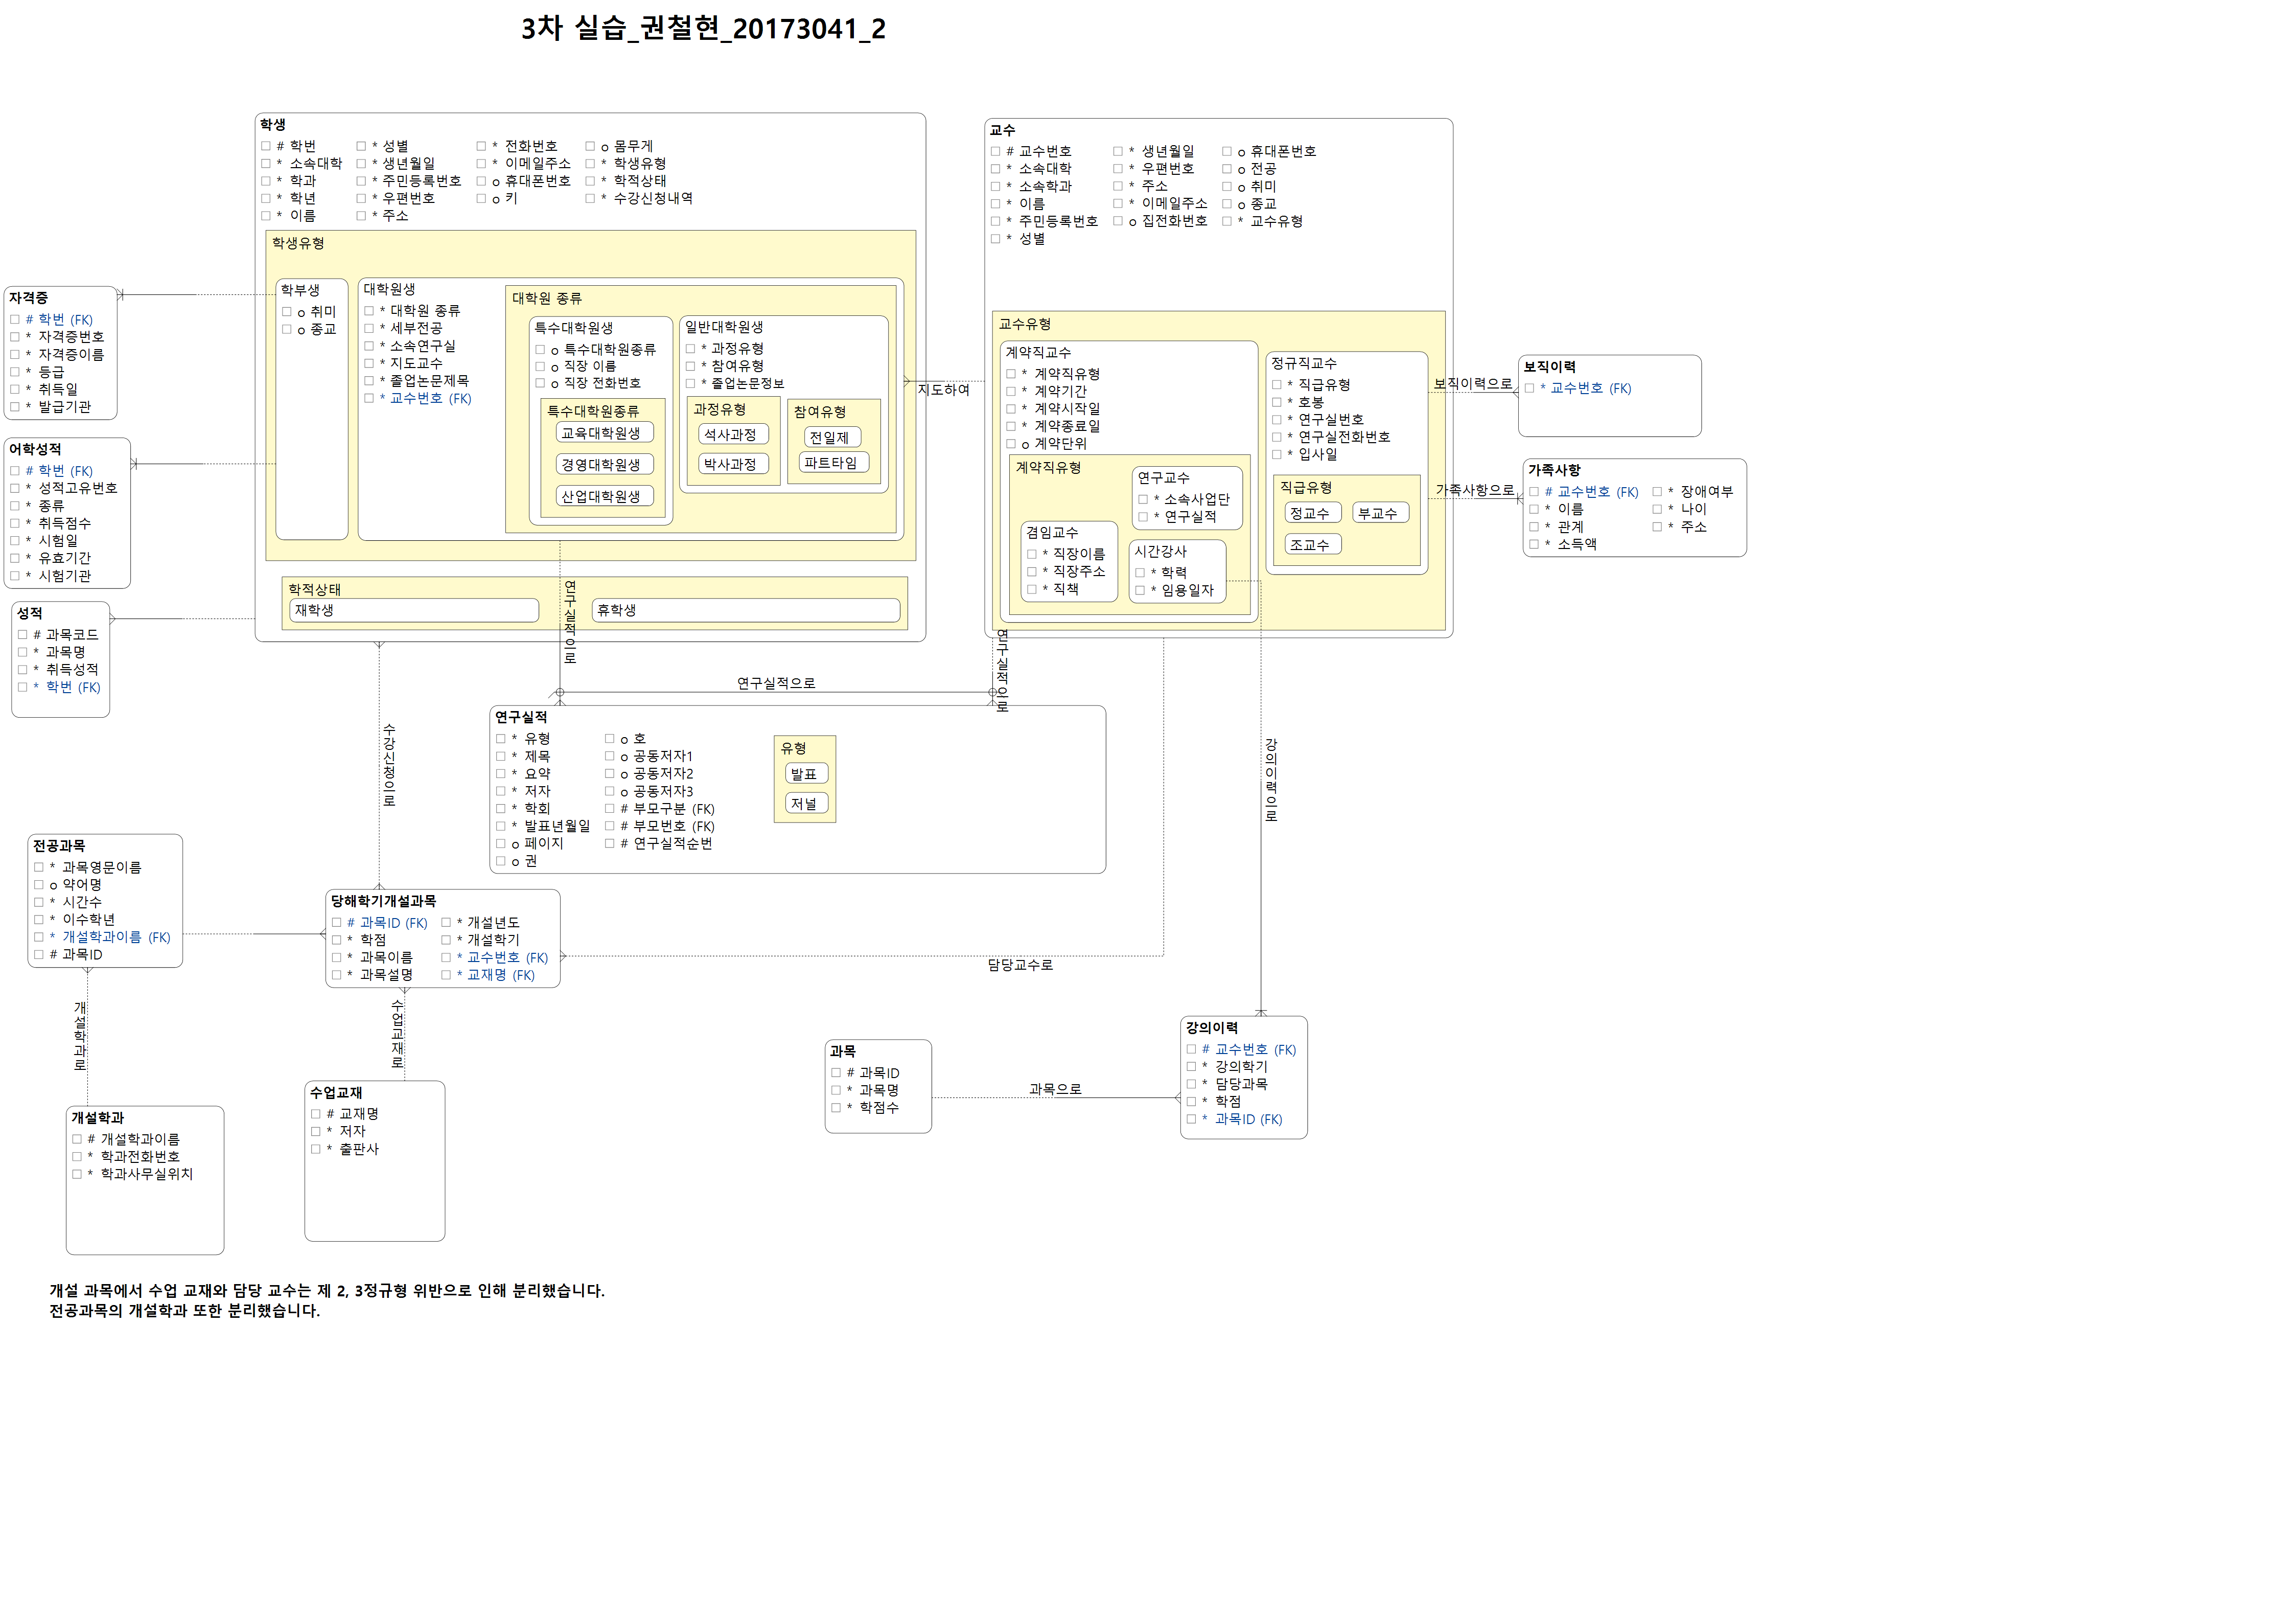 3차 실습_권철현_20173041_2
학생
# 학번
* 소속대학
* 학과
* 학년
* 이름
* 성별
* 생년월일
* 주민등록번호
* 우편번호
* 주소
* 전화번호
* 이메일주소
o 휴대폰번호
o 키
o 몸무게
* 학생유형
* 학적상태
* 수강신청내역
학생유형
학부생
o 취미
o 종교
대학원생
* 대학원 종류
* 세부전공
* 소속연구실
* 지도교수
* 졸업논문제목
* 교수번호 (FK)
대학원 종류
특수대학원생
o 특수대학원종류
o 직장 이름
o 직장 전화번호
특수대학원종류
교육대학원생
경영대학원생
산업대학원생
일반대학원생
* 과정유형
* 참여유형
* 졸업논문정보
과정유형
석사과정
박사과정
참여유형
전일제
파트타임
학적상태
재학생
휴학생
교수
# 교수번호
* 소속대학
* 소속학과
* 이름
* 주민등록번호
* 성별
* 생년월일
* 우편번호
* 주소
* 이메일주소
o 집전화번호
o 휴대폰번호
o 전공
o 취미
o 종교
* 교수유형
교수유형
계약직교수
* 계약직유형
* 계약기간
* 계약시작일
* 계약종료일
o 계약단위
계약직유형
연구교수
* 소속사업단
* 연구실적
겸임교수
* 직장이름
* 직장주소
* 직책
시간강사
* 학력
* 임용일자
정규직교수
* 직급유형
* 호봉
* 연구실번호
* 연구실전화번호
* 입사일
직급유형
정교수
부교수
조교수
자격증
# 학번 (FK)
* 자격증번호
* 자격증이름
* 등급
* 취득일
* 발급기관
어학성적
# 학번 (FK)
* 성적고유번호
* 종류
* 취득점수
* 시험일
* 유효기간
* 시험기관
성적
# 과목코드
* 과목명
* 취득성적
* 학번 (FK)
지도하여
보직이력으로
보직이력
* 교수번호 (FK)
가족사항으로
가족사항
# 교수번호 (FK)
* 이름
* 관계
* 소득액
* 장애여부
* 나이
* 주소
연구실적으로
연구실적으로
연구실적으로
연구실적
* 유형
* 제목
* 요약
* 저자
* 학회
* 발표년월일
o 페이지
o 권
o 호
o 공동저자1
o 공동저자2
o 공동저자3
# 부모구분 (FK)
# 부모번호 (FK)
# 연구실적순번
유형
발표
저널
수강신청으로
강의이력으로
전공과목
* 과목영문이름
o 약어명
* 시간수
* 이수학년
* 개설학과이름 (FK)
# 과목ID
당해학기개설과목
# 과목ID (FK)
* 학점
* 과목이름
* 과목설명
* 개설년도
* 개설학기
* 교수번호 (FK)
* 교재명 (FK)
담당교수로
개설학과로
수업교재로
개설학과
# 개설학과이름
* 학과전화번호
* 학과사무실위치
수업교재
# 교재명
* 저자
* 출판사
과목
# 과목ID
* 과목명
* 학점수
과목으로
강의이력
# 교수번호 (FK)
* 강의학기
* 담당과목
* 학점
* 과목ID (FK)
개설 과목에서 수업 교재와 담당 교수는 제 2, 3정규형 위반으로 인해 분리했습니다.
전공과목의 개설학과 또한 분리했습니다.